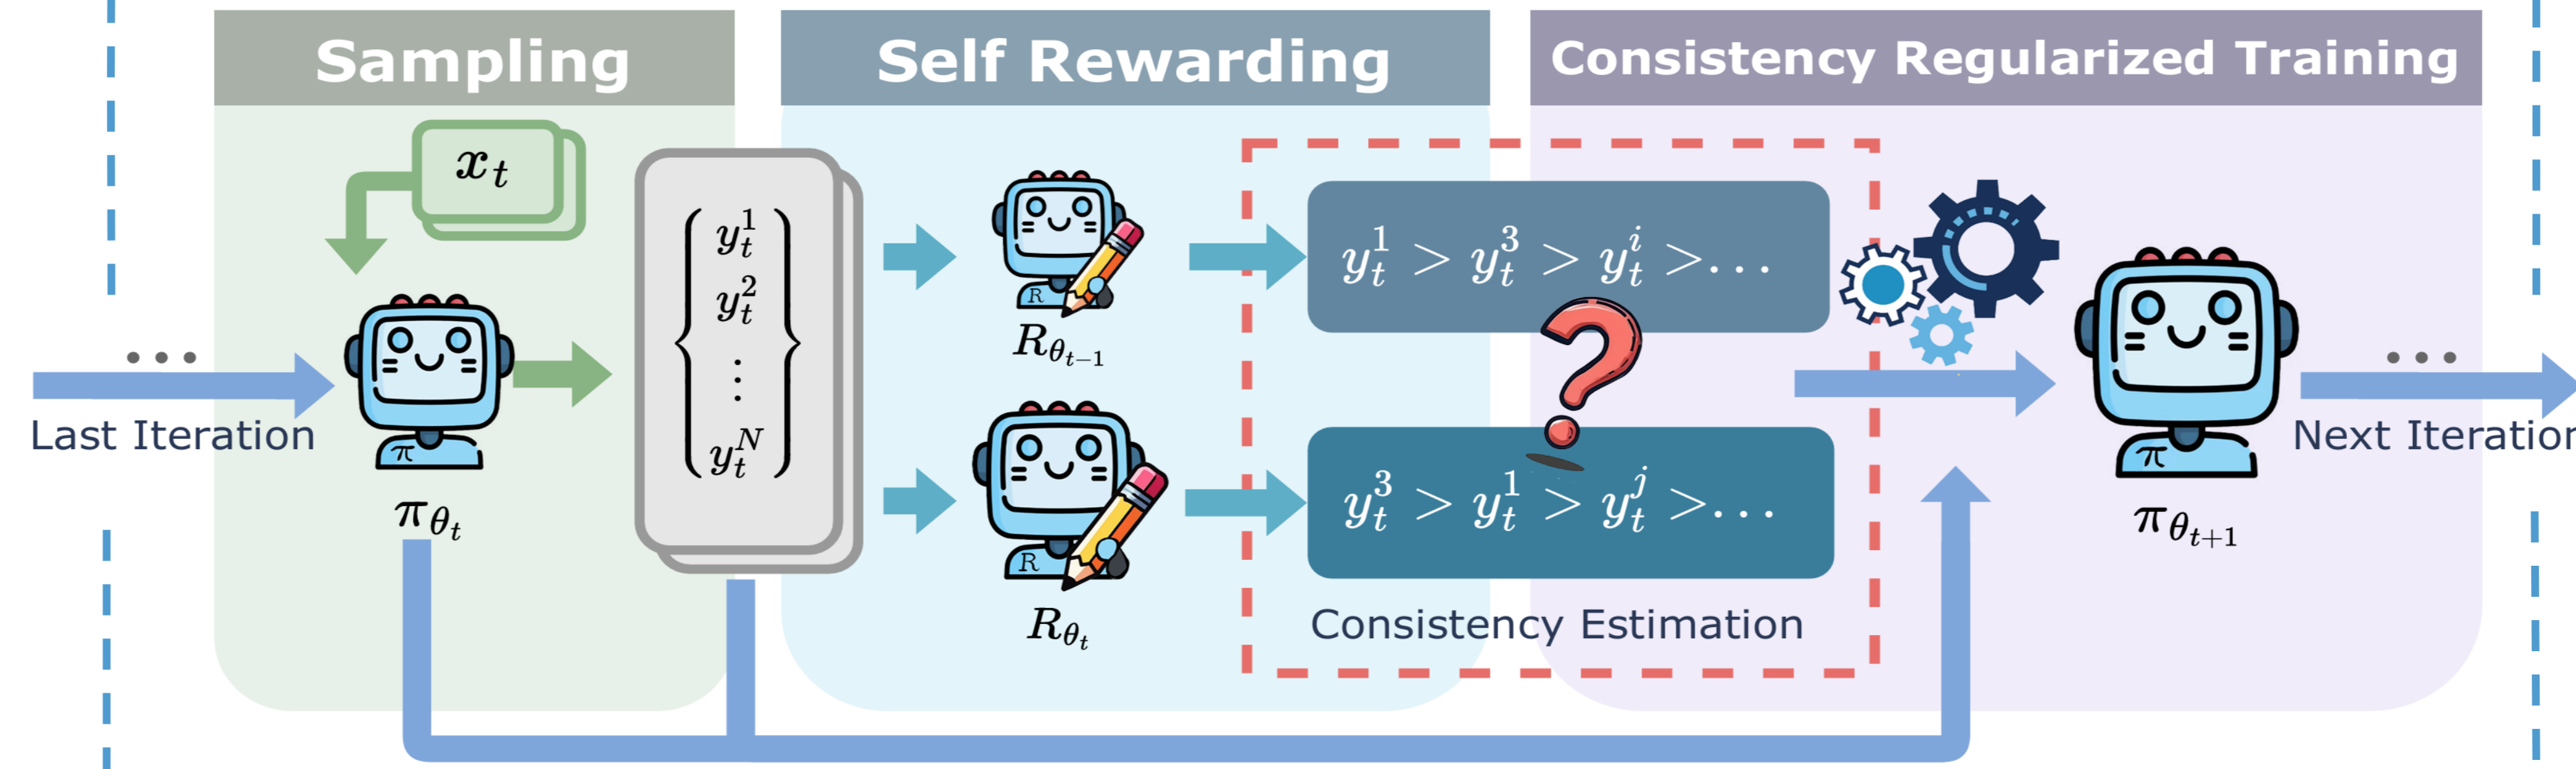 Sampling
Self Rewarding
Consistency Regularized Training
x_t
y_t^1
y_t^2
⋮
y_t^N
π
π_{θ_t}
Last Iteration
...
R
R_{θ_{t-1}}
R
R_{θ_t}
y_t^1 > y_t^3 > y_t^i >...
?
y_t^3 > y_t^1 > y_t^j >...
Consistency Estimation
π
π_{θ_{t+1}}
...
Next Iteration